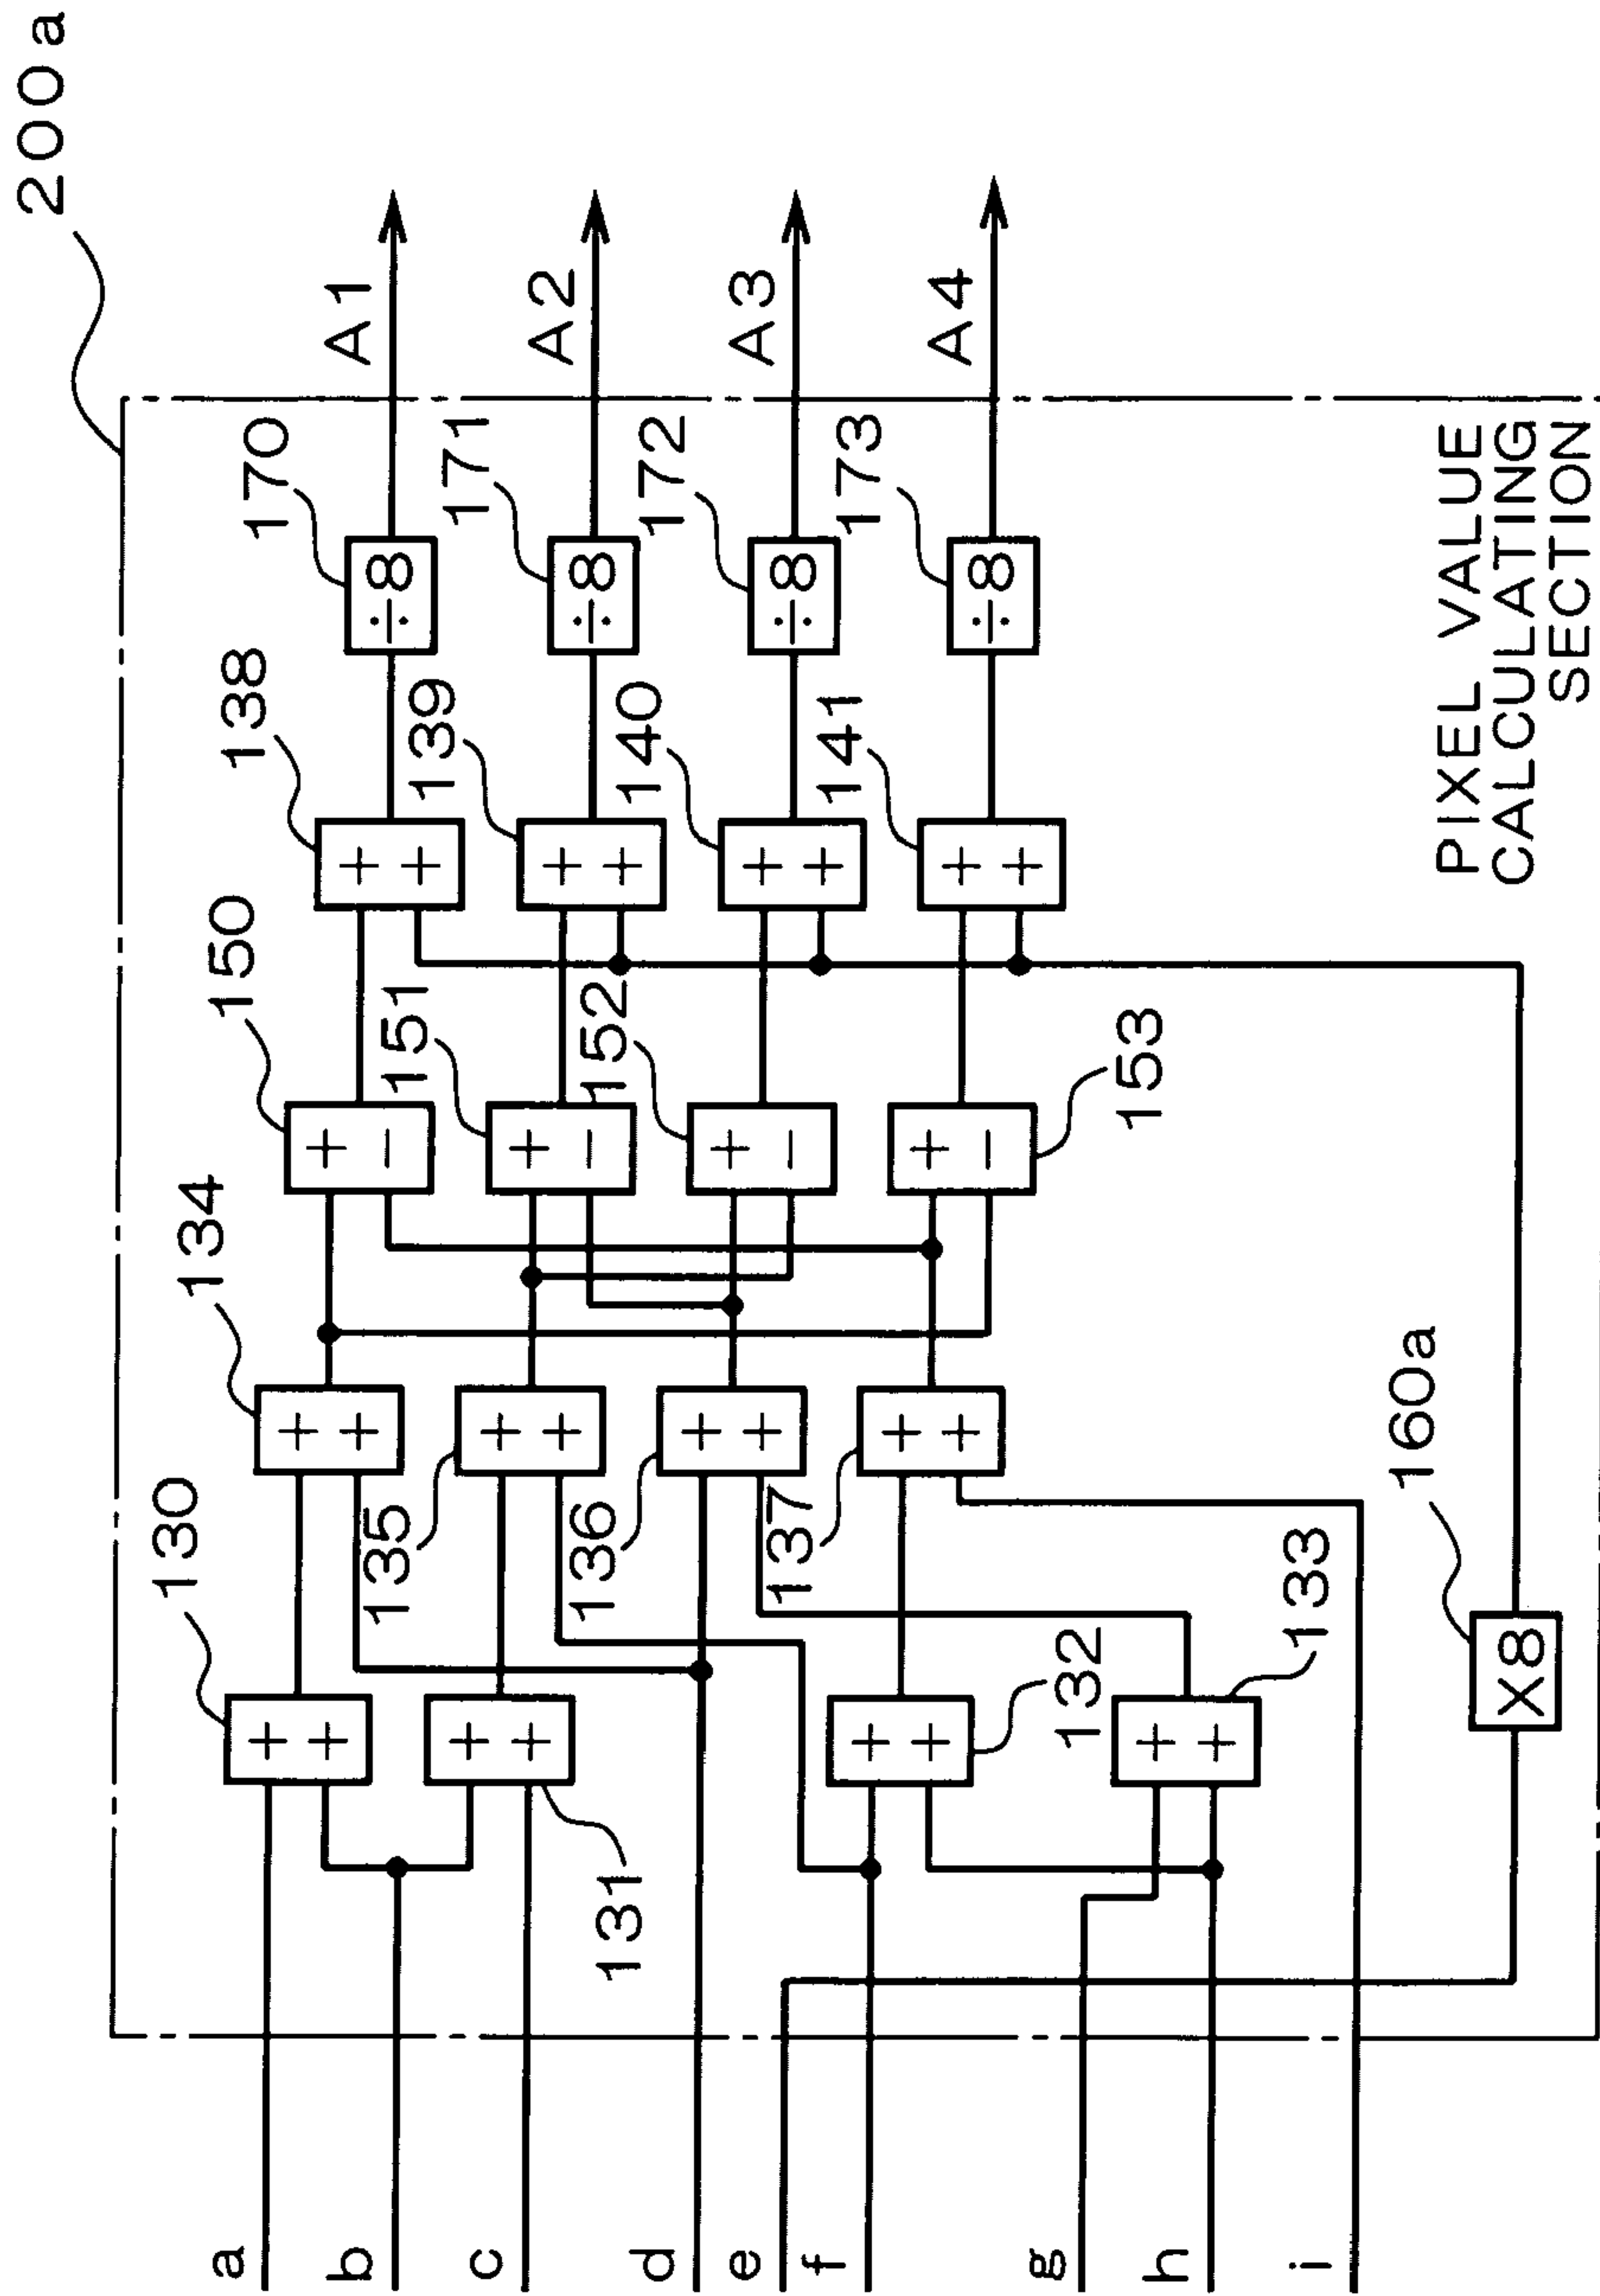 200a
a
b
c
d
e
f
g
h
i
130
+
+
131
+
+
132
+
+
133
+
+
134
+
+
135
+
+
136
+
+
137
+
+
150
+
−
151
+
−
152
+
−
153
+
−
138
+
+
139
+
+
140
+
+
141
+
+
170
÷8
171
÷8
172
÷8
173
÷8
160a
X8
A1
A2
A3
A4
PIXEL VALUE
CALCULATING
SECTION